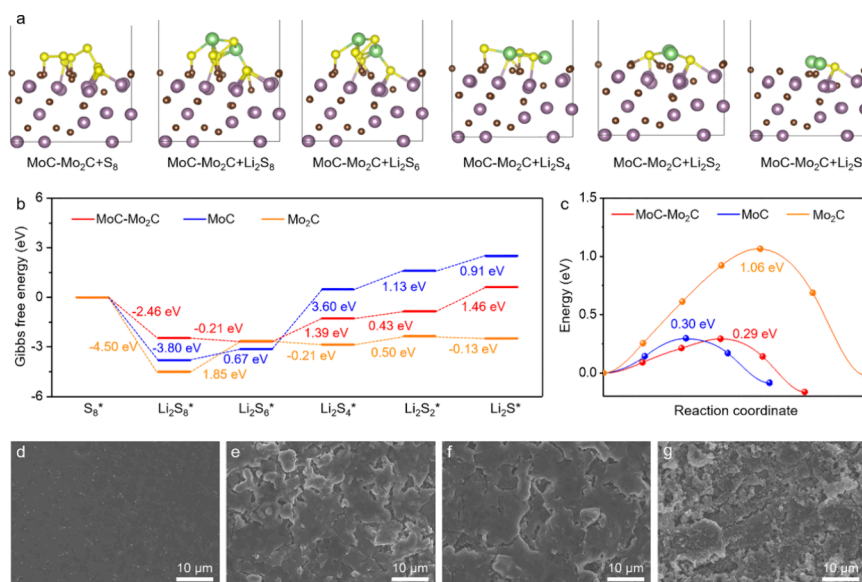 a
MoC-Mo₂C+S₈
MoC-Mo₂C+Li₂S₈
MoC-Mo₂C+Li₂S₆
MoC-Mo₂C+Li₂S₄
MoC-Mo₂C+Li₂S₂
MoC-Mo₂C+Li₂S
b
Gibbs free energy (eV)
6
3
0
-3
-6
MoC-Mo₂C
MoC
Mo₂C
-2.46 eV
-0.21 eV
1.39 eV
0.43 eV
1.46 eV
-3.80 eV
0.67 eV
3.60 eV
1.13 eV
0.91 eV
-4.50 eV
1.85 eV
-0.21 eV
0.50 eV
-0.13 eV
S₈*
Li₂S₈*
Li₂S₆*
Li₂S₄*
Li₂S₂*
Li₂S*
c
Energy (eV)
1.5
1.0
0.5
0.0
MoC-Mo₂C
MoC
Mo₂C
1.06 eV
0.30 eV
0.29 eV
Reaction coordinate
d
10 μm
e
10 μm
f
10 μm
g
10 μm